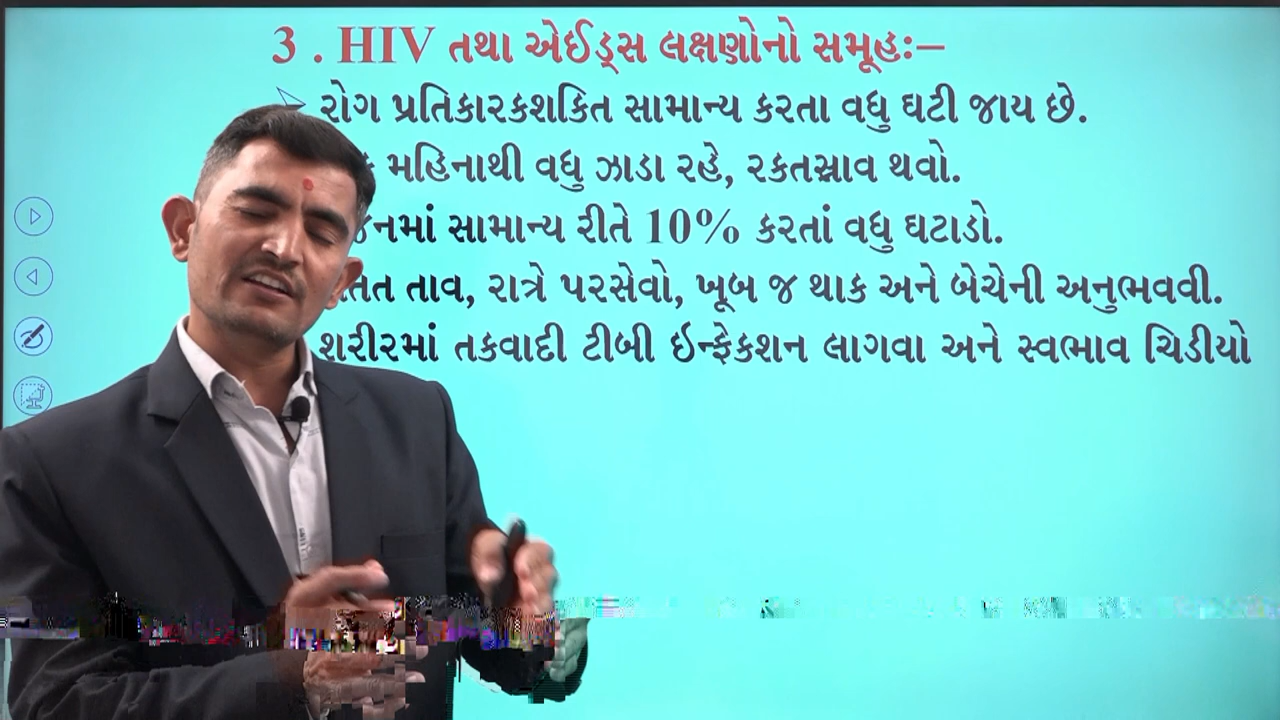 3 . HIV તથા એઈડ્સ લક્ષણોનો સમૂહઃ–
રોગ પ્રતિકારકશકિત સામાન્ય કરતા વધુ ઘટી જાય છે.
મહિનાથી વધુ ઝાડા રહે, રકતસ્રાવ થવો.
સામાન્ય રીતે 10% કરતાં વધુ ઘટાડો.
તાવ, રાત્રે પરસેવો, ખૂબ જ થાક અને બેચેની અનુભવવી.
શરીરમાં તકવાદી ટીબી ઇન્ફેકશન લાગવા અને સ્વભાવ ચિડીયો